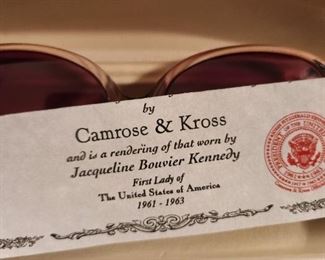 by
Camrose & Kross
and is a rendering of that worn by
Jacqueline Bouvier Kennedy
First Lady of
The United States of America
1961 - 1963